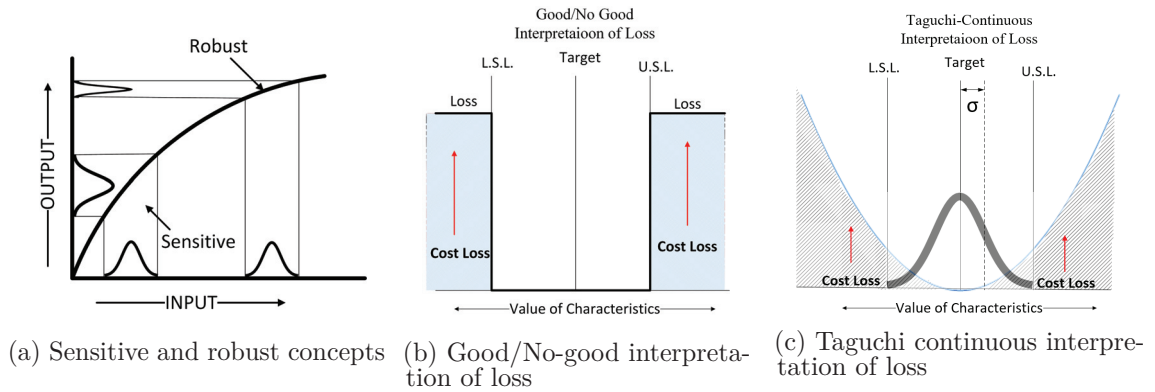 Robust
OUTPUT
Sensitive
INPUT
(a) Sensitive and robust concepts
Good/No Good
Interpretaioon of Loss
Target
L.S.L.
U.S.L.
Loss
Loss
Cost Loss
Cost Loss
Value of Characteristics
(b) Good/No-good interpreta-
tion of loss
Taguchi-Continuous
Interpretaioon of Loss
Target
L.S.L.
U.S.L.
σ
Cost Loss
Cost Loss
Value of Characteristics
(c) Taguchi continuous interpre-
tation of loss